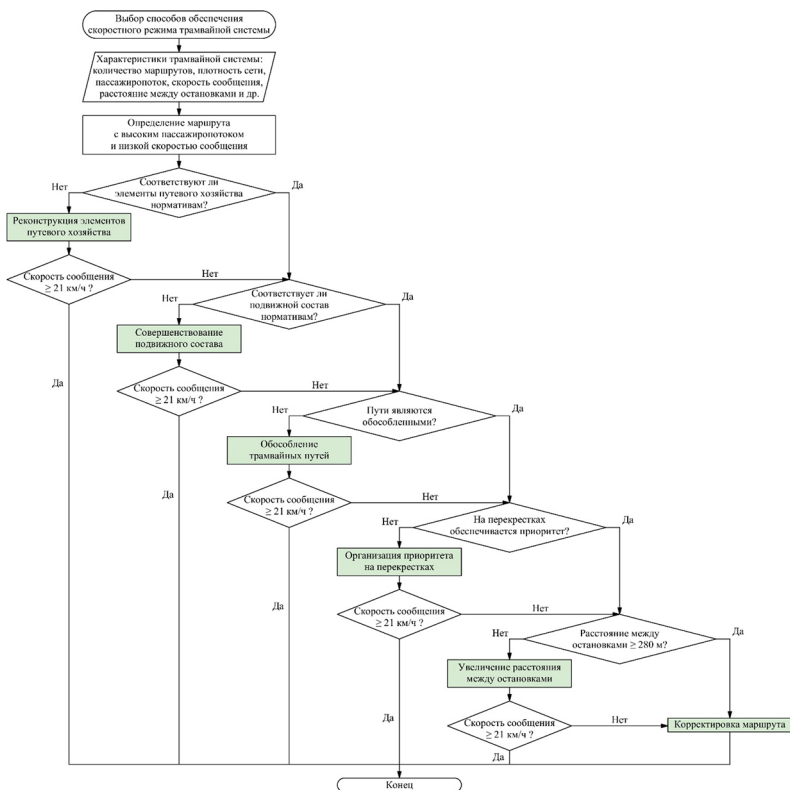 Выбор способов обеспечения
скоростного режима трамвайной системы
Характеристики трамвайной системы:
количество маршрутов, плотность сети,
пассажиропоток, скорость сообщения,
расстояние между остановками и др.
Определение маршрута
с высоким пассажиропотоком
и низкой скоростью сообщения
Нет
Соответствуют ли
элементы путевого хозяйства
нормативам?
Да
Реконструкция элементов
путевого хозяйства
Скорость сообщения
≥ 21 км/ч ?
Нет
Да
Нет
Соответствует ли
подвижной состав
нормативам?
Да
Совершенствование
подвижного состава
Скорость сообщения
≥ 21 км/ч ?
Нет
Да
Нет
Пути являются
обособленными?
Да
Обособление
трамвайных путей
Скорость сообщения
≥ 21 км/ч ?
Нет
Да
Нет
На перекрестках
обеспечивается приоритет?
Да
Организация приоритета
на перекрестках
Скорость сообщения
≥ 21 км/ч ?
Нет
Да
Нет
Расстояние между
остановками ≥ 280 м?
Да
Увеличение расстояния
между остановками
Скорость сообщения
≥ 21 км/ч ?
Нет
Да
Корректировка маршрута
Конец